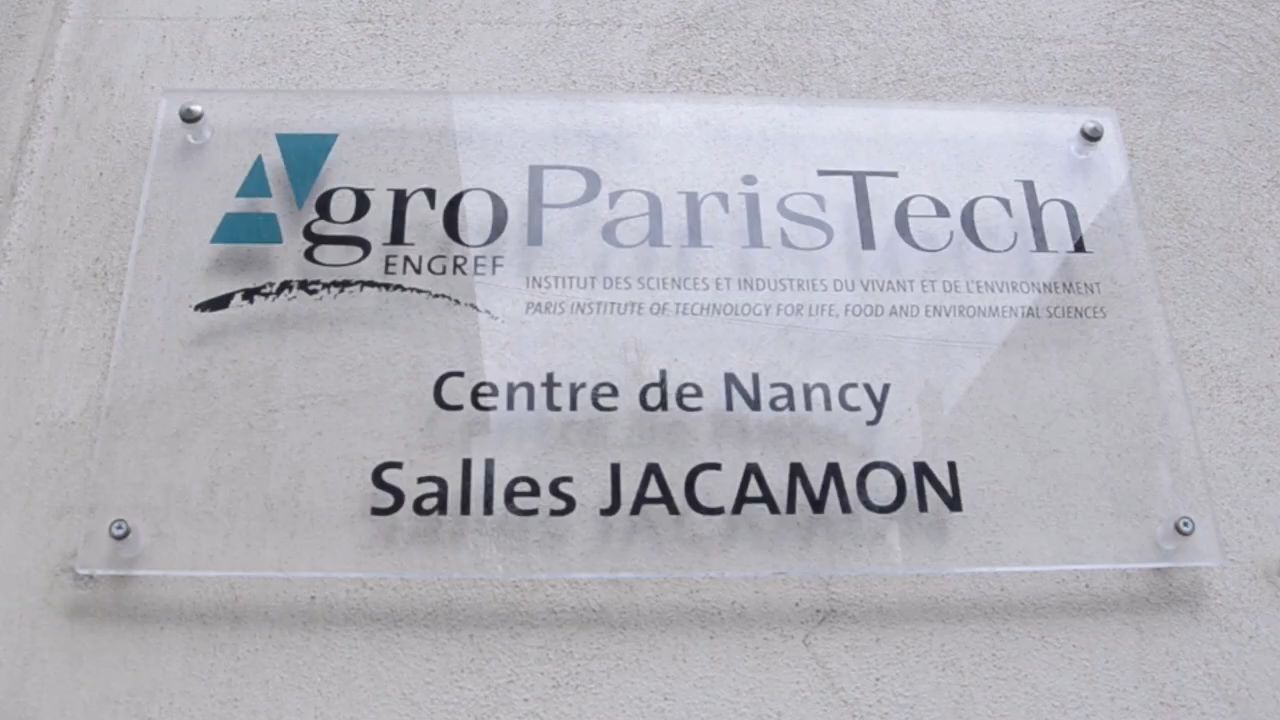 AgroParisTech
ENGREF
INSTITUT DES SCIENCES ET INDUSTRIES DU VIVANT ET DE L'ENVIRONNEMENT
PARIS INSTITUTE OF TECHNOLOGY FOR LIFE, FOOD AND ENVIRONMENTAL SCIENCES
Centre de Nancy
Salles JACAMON